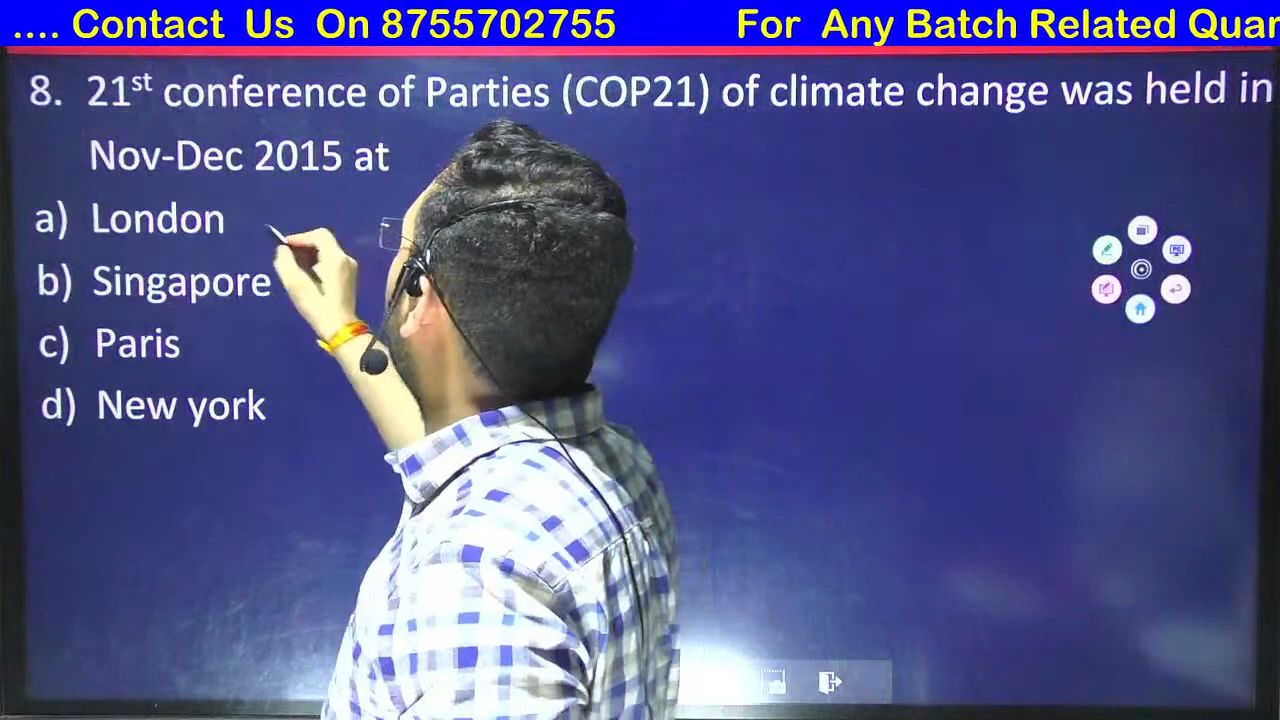 .... Contact Us On 8755702755 For Any Batch Related Quar
8. 21st conference of Parties (COP21) of climate change was held in
Nov-Dec 2015 at
a) London
b) Singapore
c) Paris
d) New york